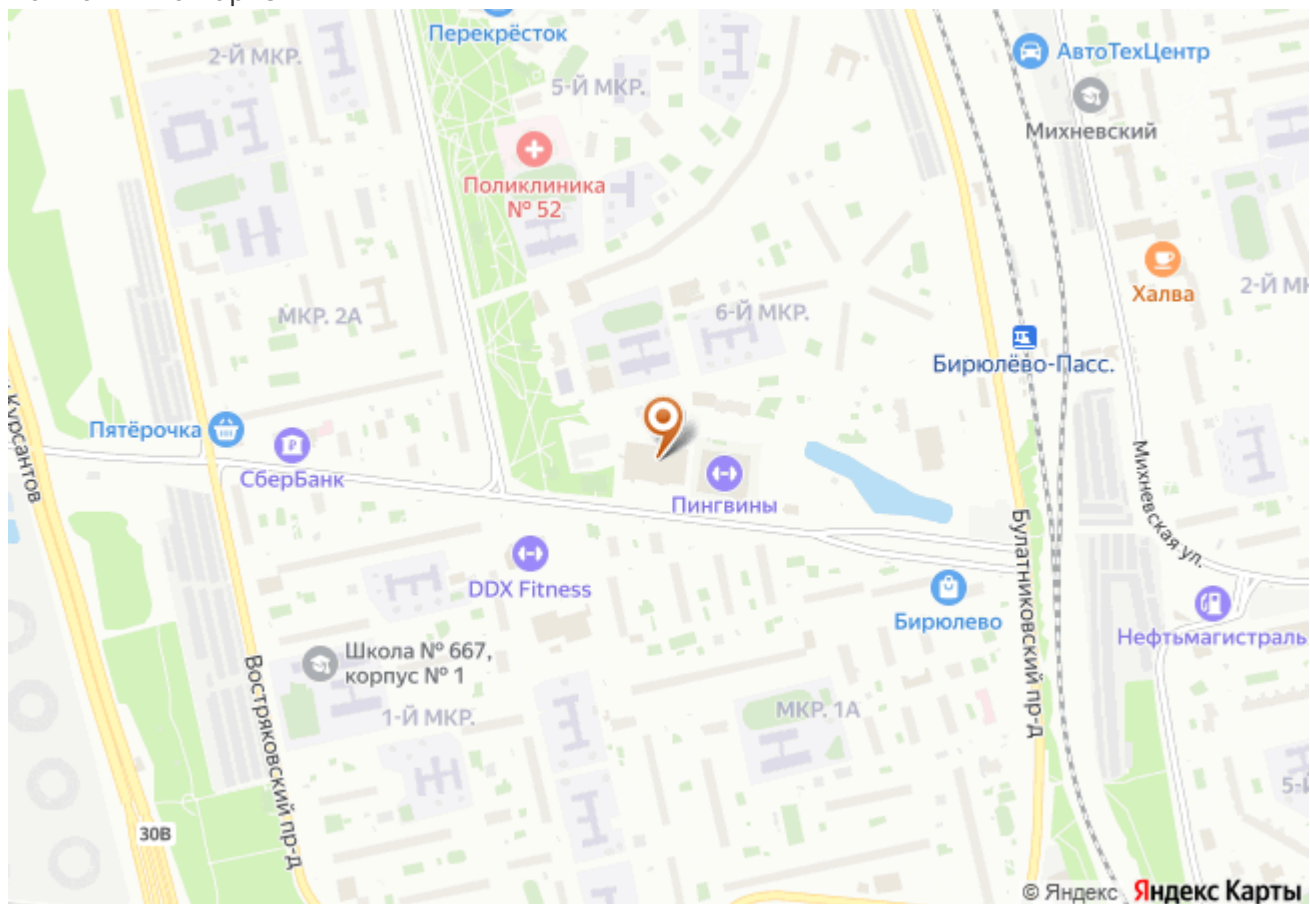 Перекрёсток
2-Й МКР.
АвтоТехЦентр
5-Й МКР.
Михневский
Поликлиника
№ 52
Халва
2-Й
МКР. 2А
6-Й МКР.
Бирюлёво-Пасс.
Курсантов
Пятёрочка
СберБанк
Пингвины
Михневская ул.
Булатниковский пр-д
DDX Fitness
Бирюлево
Нефтьмагистраль
Школа № 667,
корпус № 1
Востряковский пр-д
1-Й МКР.
МКР. 1А
30В
© Яндекс Яндекс Карты